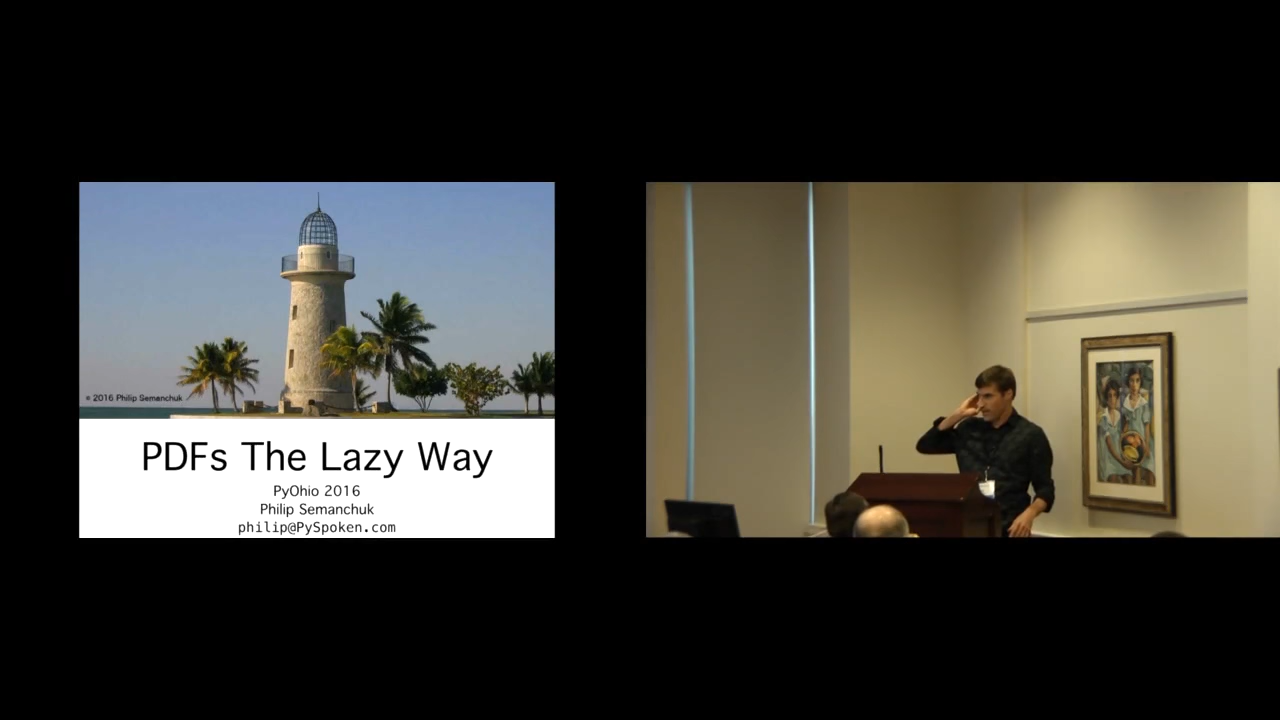 © 2016 Philip Semanchuk
PDFs The Lazy Way
PyOhio 2016
Philip Semanchuk
philip@PySpoken.com